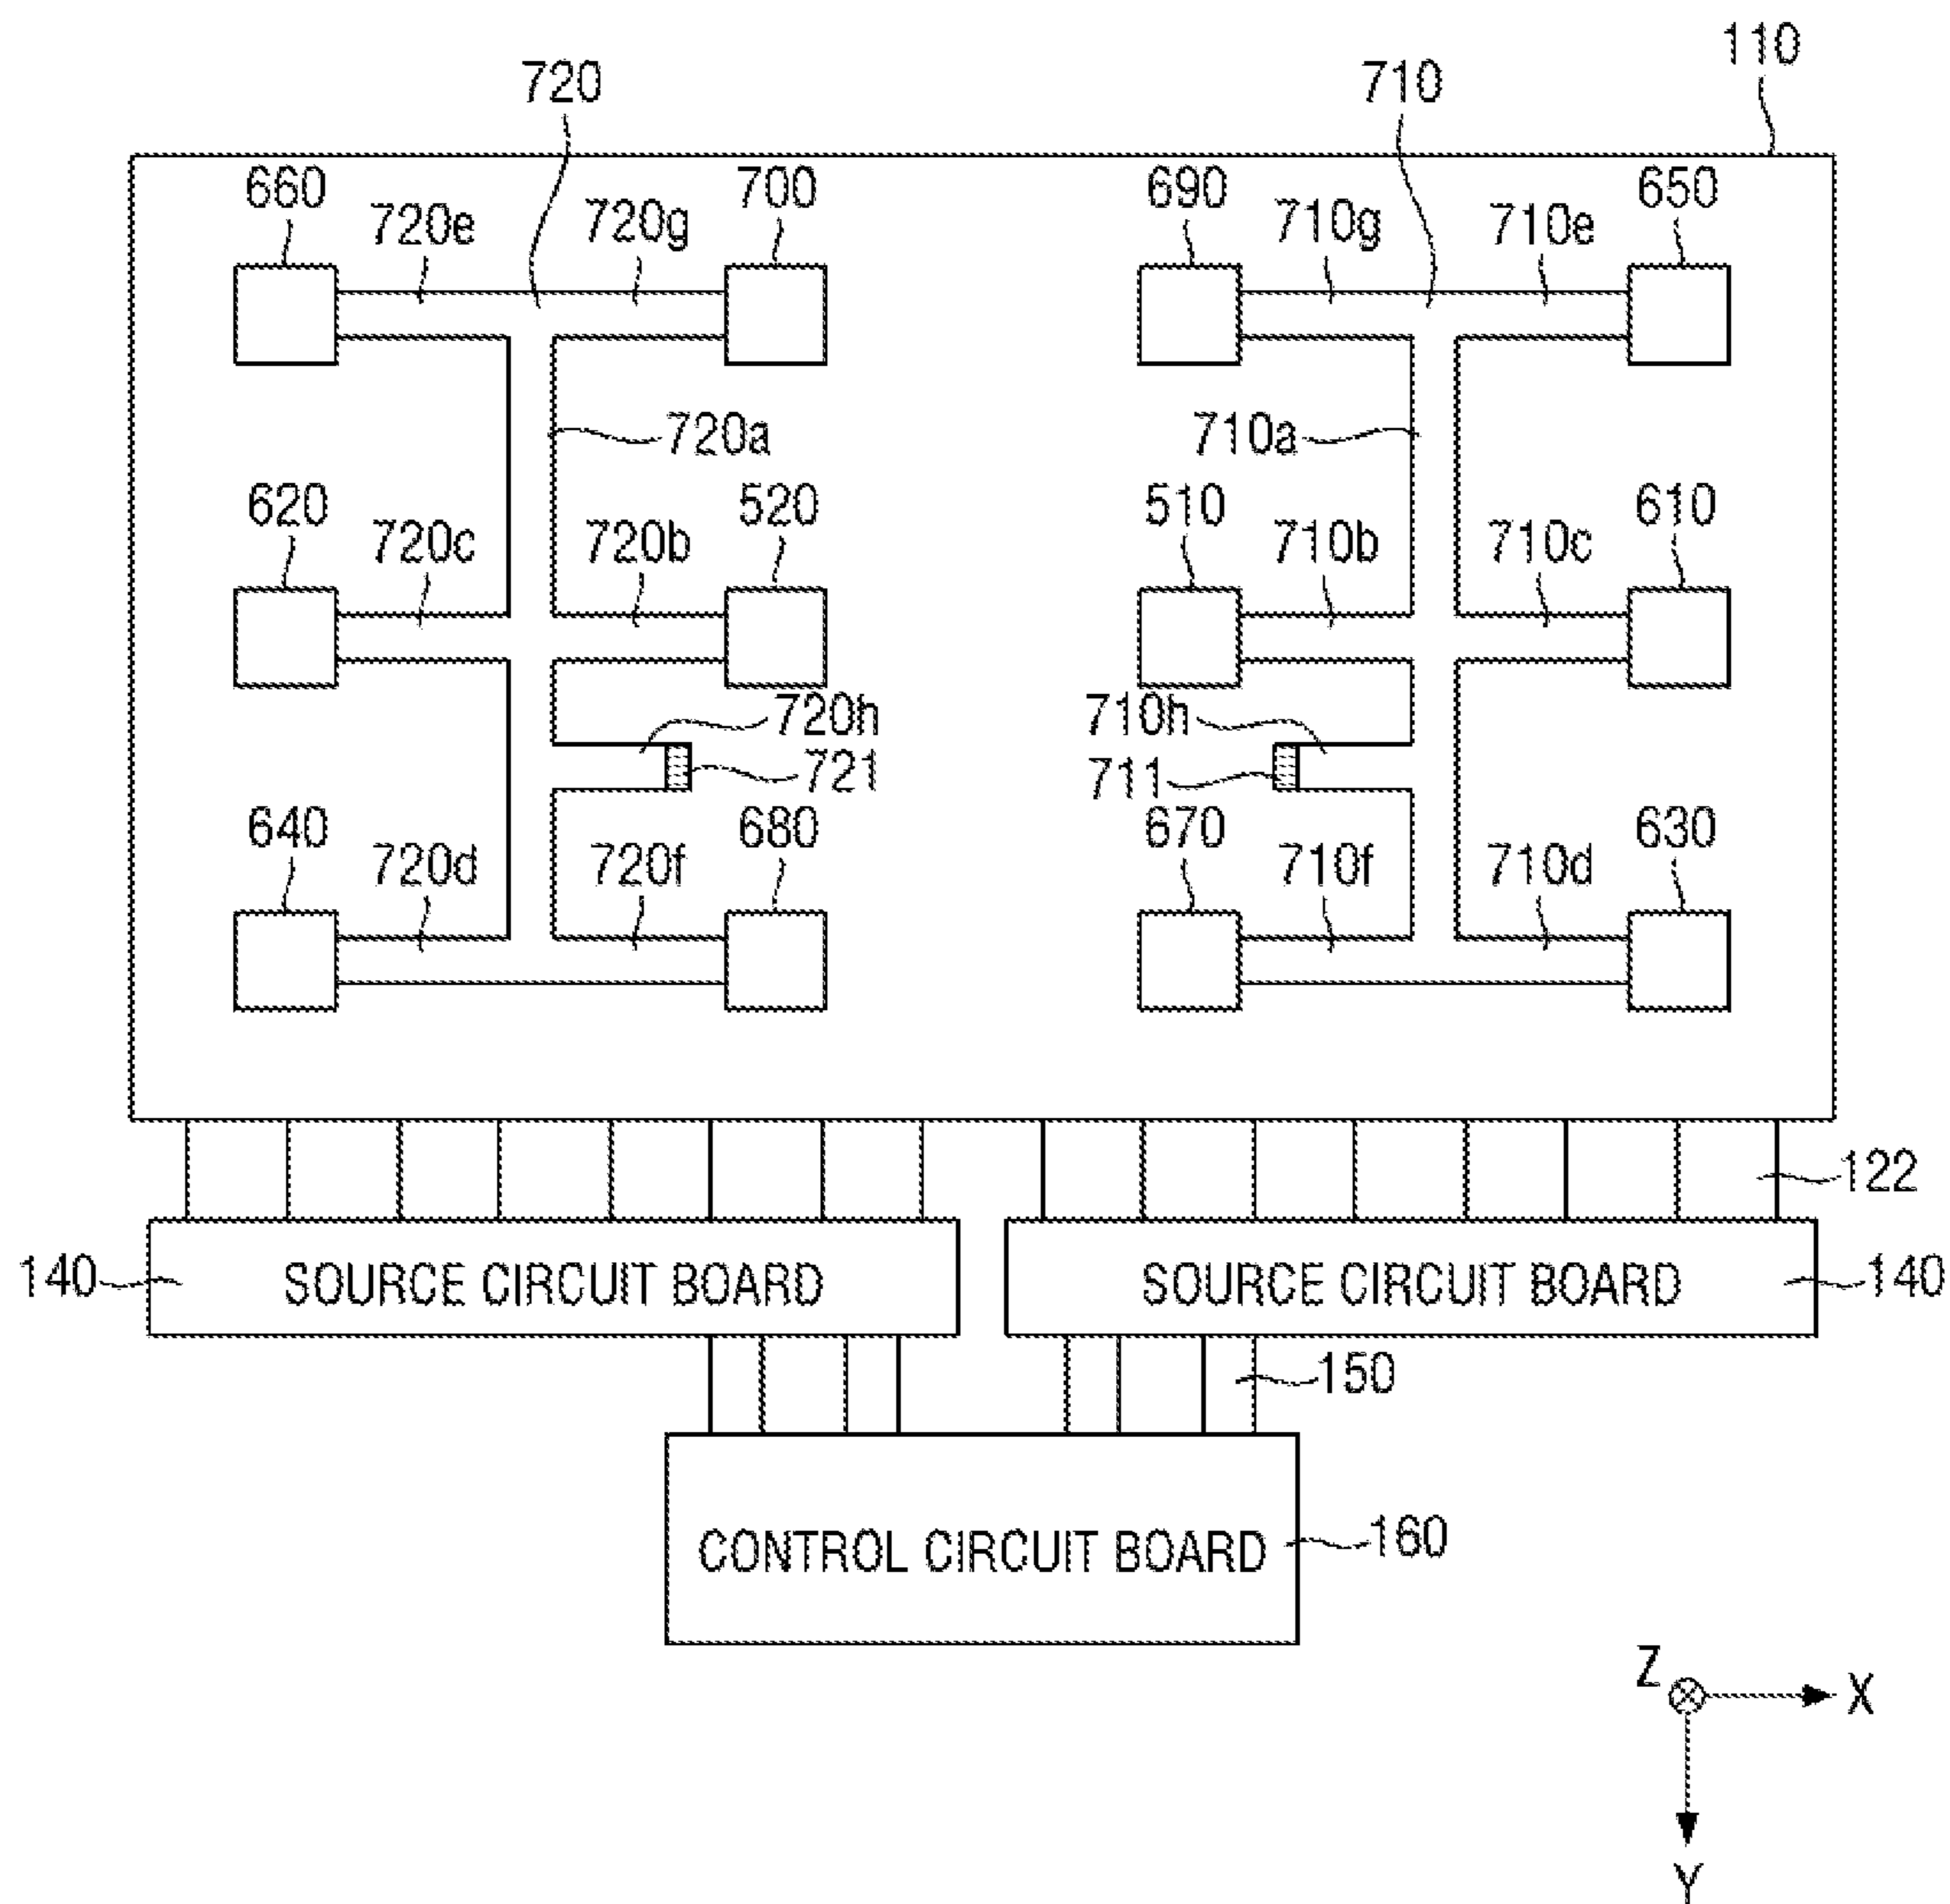 110
720 710
660 700 690 650
720e 720g 710g 710e
720a 710a
620 520 510 610
720c 720b 710b 710c
720h 710h
721 711
640 680 670 630
720d 720f 710f 710d
122
140 SOURCE CIRCUIT BOARD SOURCE CIRCUIT BOARD 140
150
CONTROL CIRCUIT BOARD 160
Z X
Y